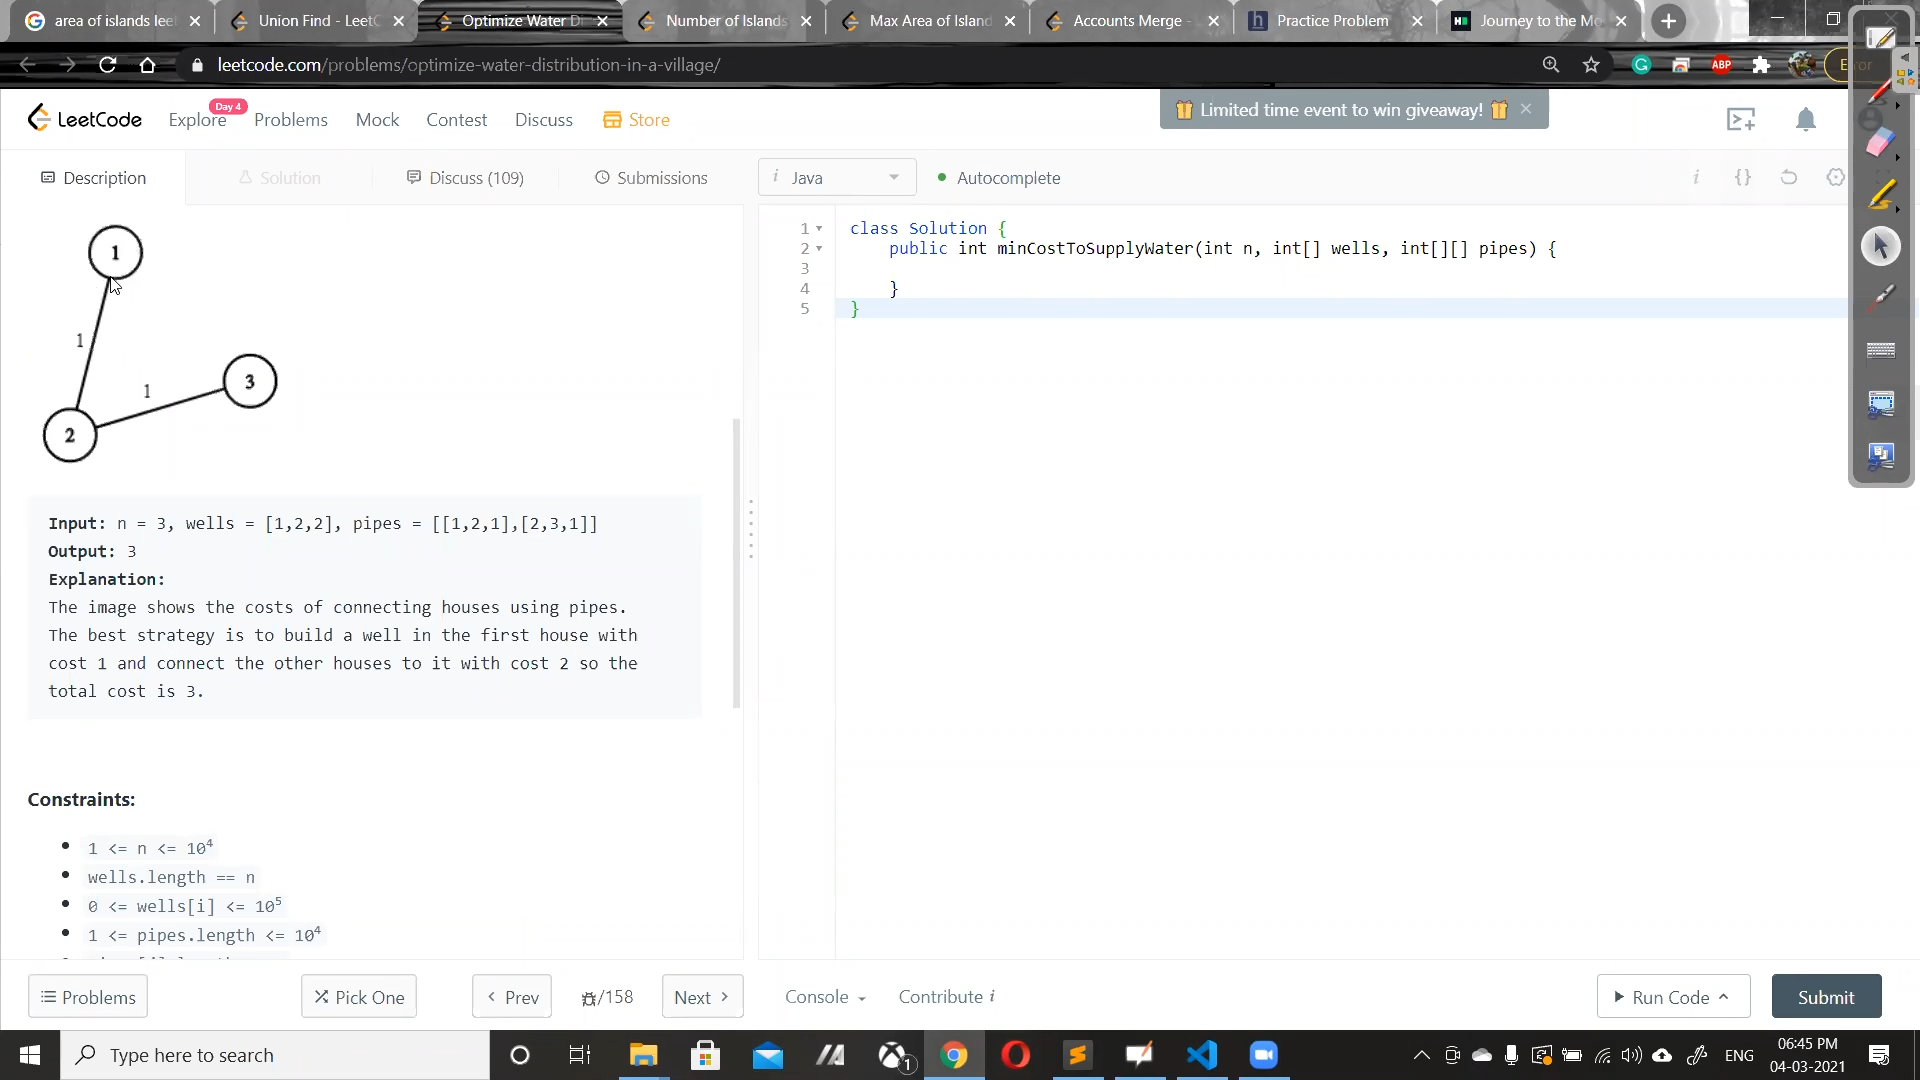 area of islands lee
Union Find - LeetC
Optimize Water D
Number of Islands
Max Area of Island
Accounts Merge -
Practice Problem
Journey to the Mo
leetcode.com/problems/optimize-water-distribution-in-a-village/
ABP
LeetCode
Explore
Day 4
Problems
Mock
Contest
Discuss
Store
Limited time event to win giveaway!
Description
Solution
Discuss (109)
Submissions
i Java
Autocomplete
i {}
1
1
3
1
2
Input: n = 3, wells = [1,2,2], pipes = [[1,2,1],[2,3,1]]
Output: 3
Explanation:
The image shows the costs of connecting houses using pipes.
The best strategy is to build a well in the first house with
cost 1 and connect the other houses to it with cost 2 so the
total cost is 3.
Constraints:
1 <= n <= 10⁴
wells.length == n
0 <= wells[i] <= 10⁵
1 <= pipes.length <= 10⁴
1 class Solution {
2 public int minCostToSupplyWater(int n, int[] wells, int[][] pipes) {
3
4 }
5 }
Problems
Pick One
Prev
/158
Next
Console
Contribute i
Run Code
Submit
Type here to search
1
ENG
06:45 PM
04-03-2021